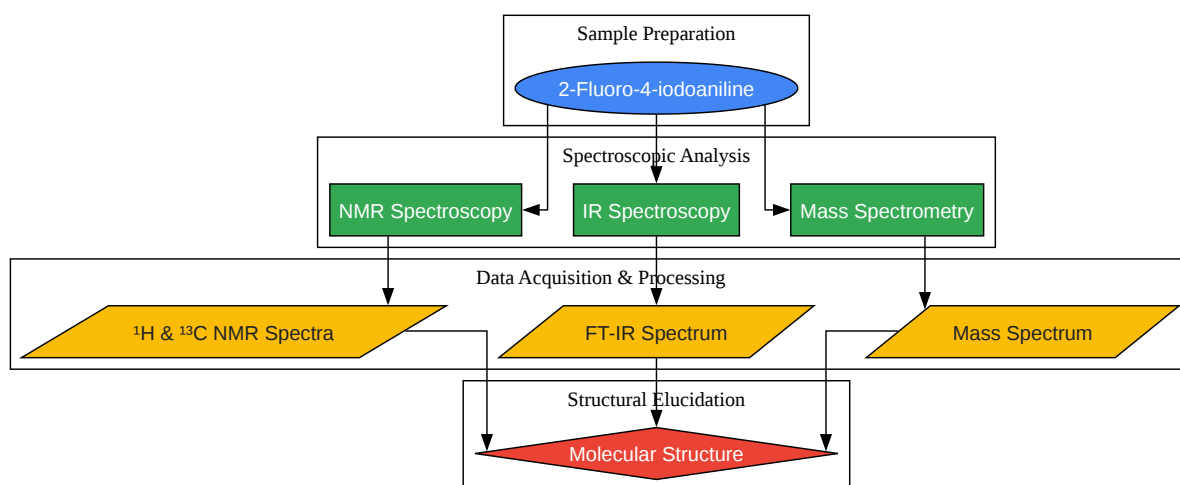 Sample Preparation
2-Fluoro-4-iodoaniline
Spectroscopic Analysis
NMR Spectroscopy
IR Spectroscopy
Mass Spectrometry
Data Acquisition & Processing
¹H & ¹³C NMR Spectra
FT-IR Spectrum
Mass Spectrum
Structural Elucidation
Molecular Structure